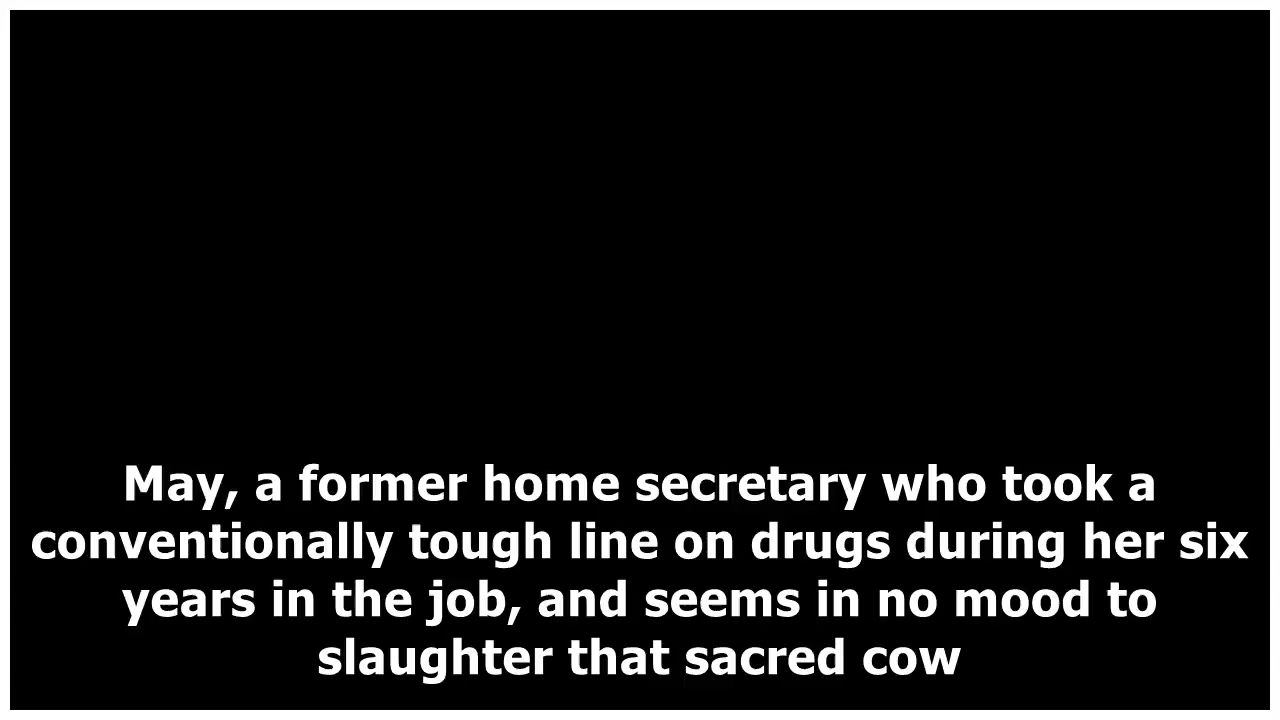 May, a former home secretary who took a
conventionally tough line on drugs during her six
years in the job, and seems in no mood to
slaughter that sacred cow